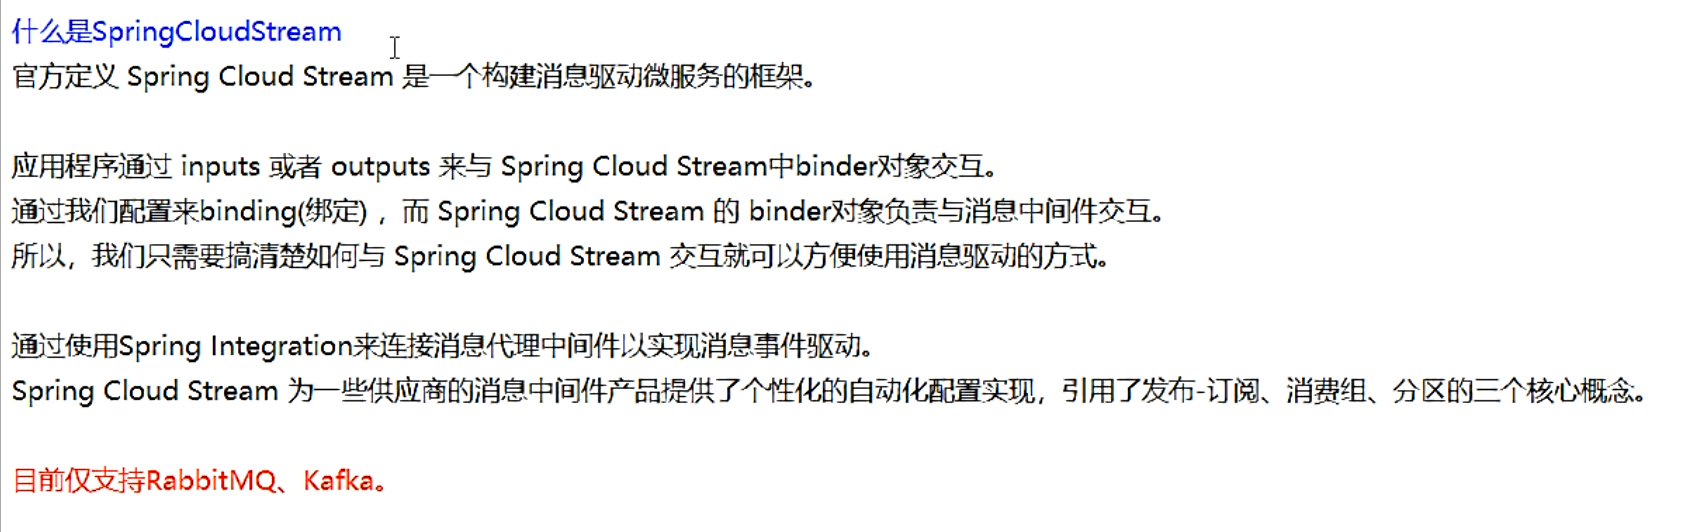 什么是SpringCloudStream
官方定义 Spring Cloud Stream 是一个构建消息驱动微服务的框架。
应用程序通过 inputs 或者 outputs 来与 Spring Cloud Stream中binder对象交互。
通过我们配置来binding(绑定) ，而 Spring Cloud Stream 的 binder对象负责与消息中间件交互。
所以，我们只需要搞清楚如何与 Spring Cloud Stream 交互就可以方便使用消息驱动的方式。
通过使用Spring Integration来连接消息代理中间件以实现消息事件驱动。
Spring Cloud Stream 为一些供应商的消息中间件产品提供了个性化的自动化配置实现，引用了发布-订阅、消费组、分区的三个核心概念。
目前仅支持RabbitMQ、Kafka。